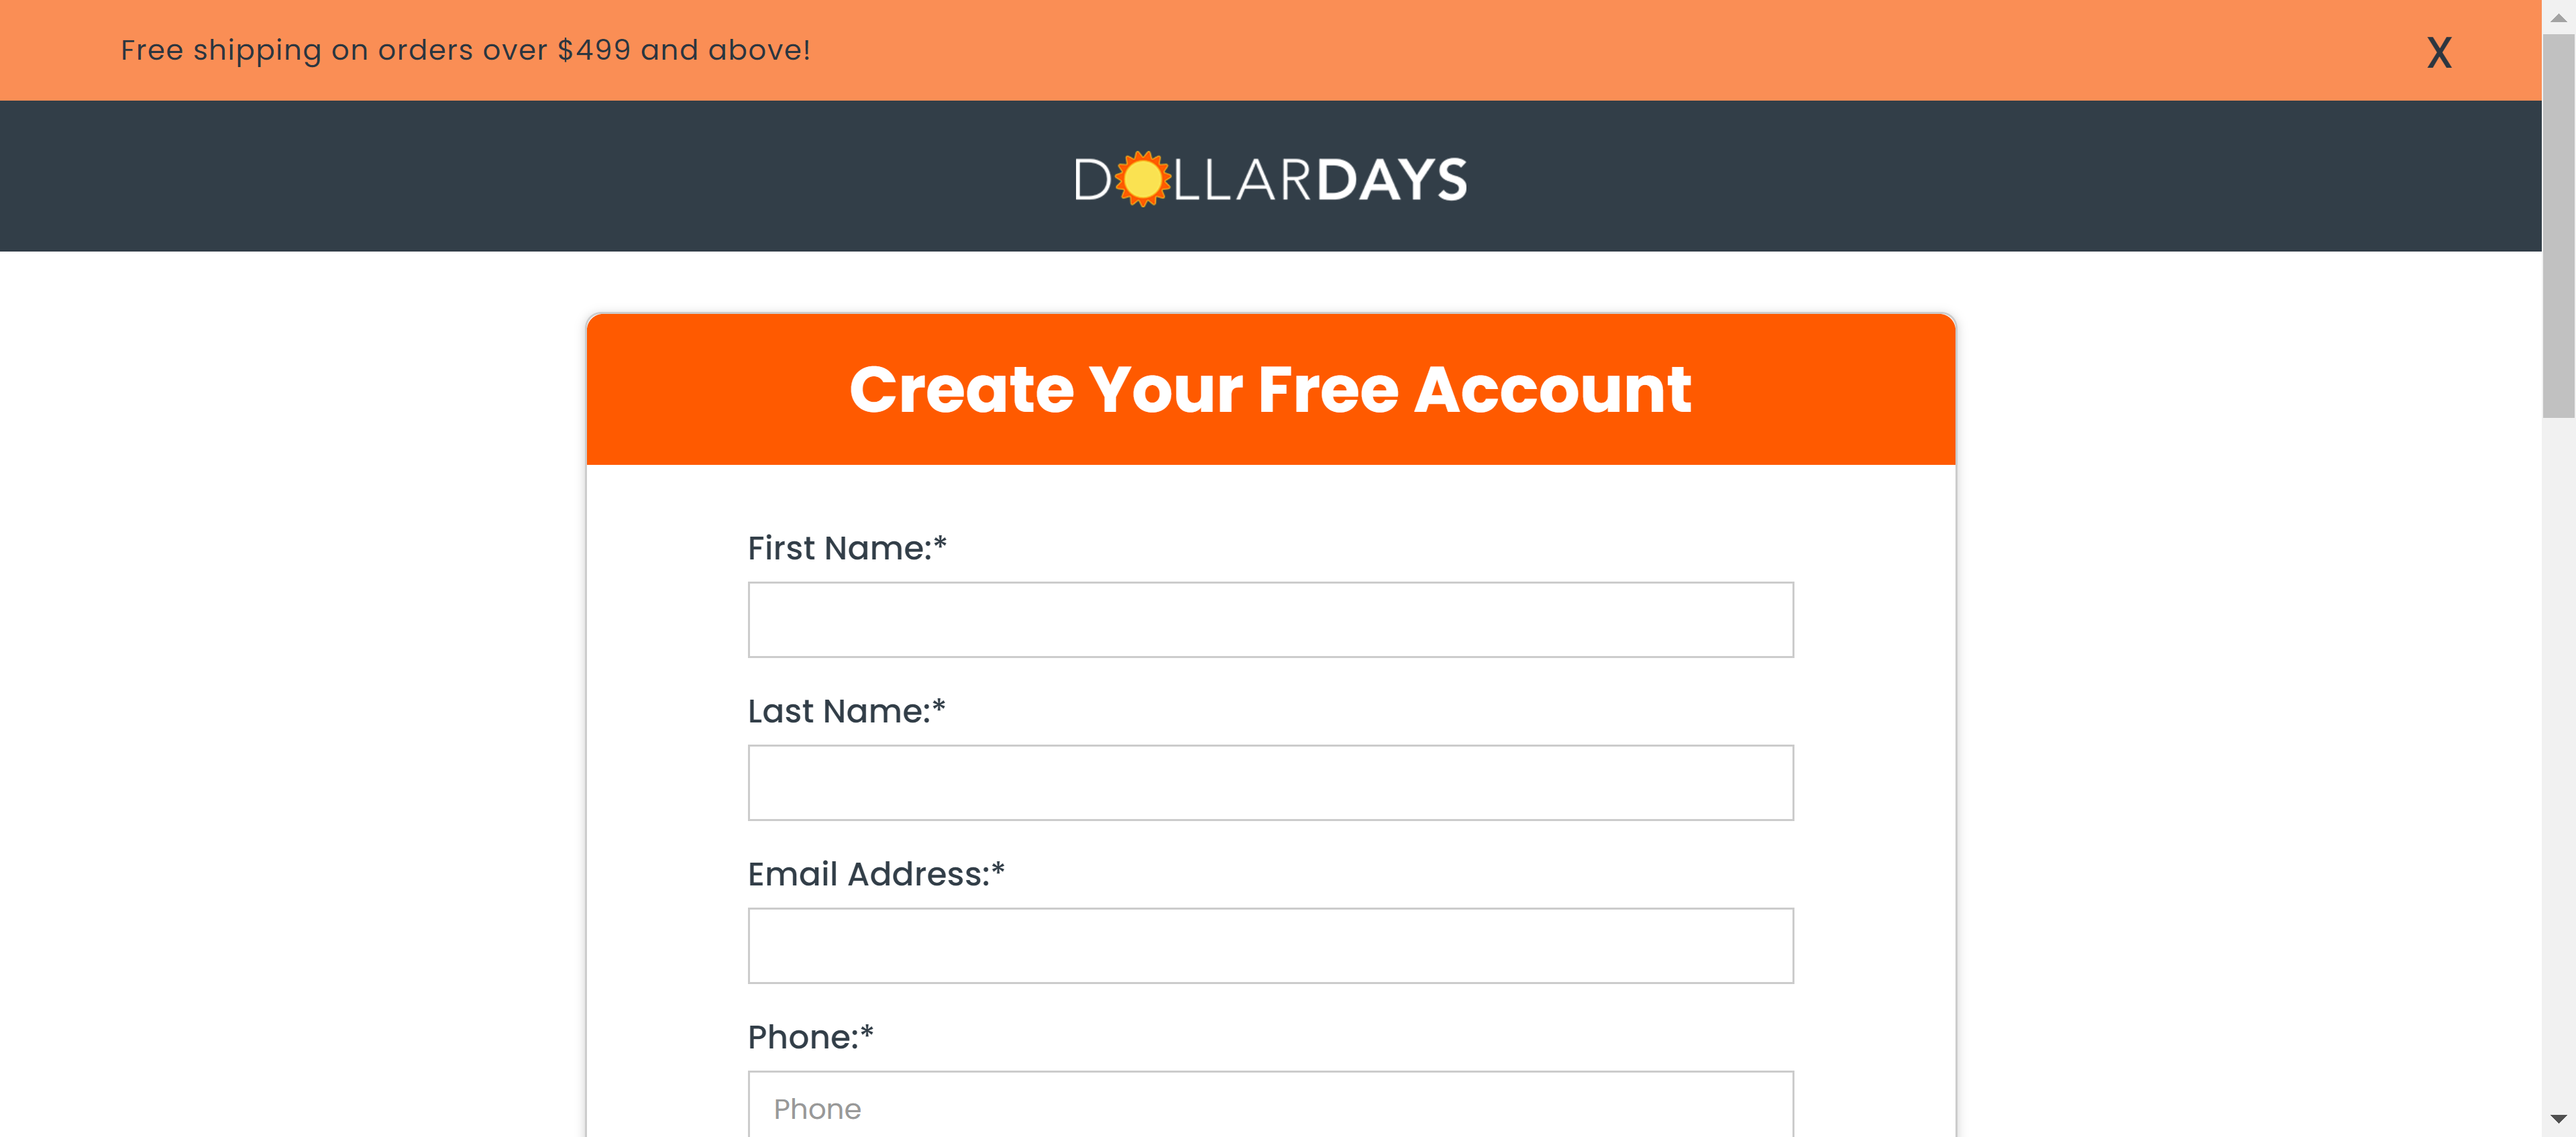 Free shipping on orders over $499 and above!
X
DOLLARDAYS
Create Your Free Account
First Name:*
Last Name:*
Email Address:*
Phone:*
Phone